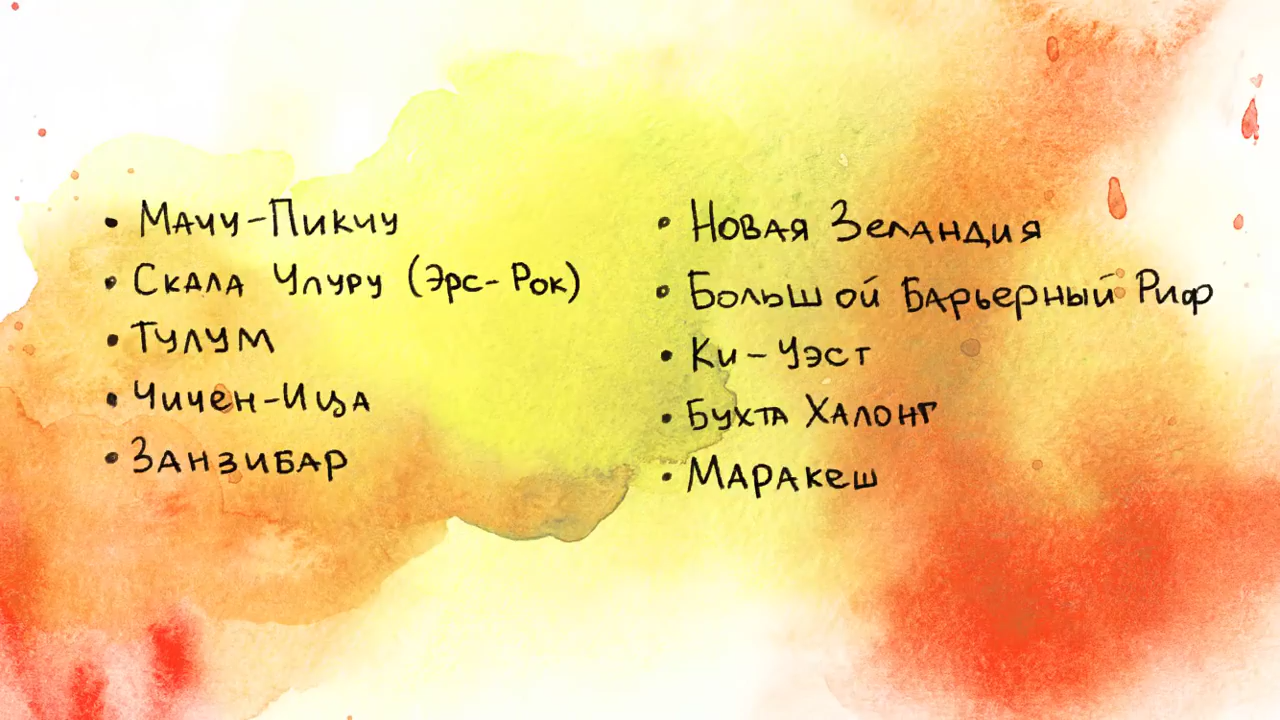 • Мачу-Пикчу
• Скала Улуру (Эрс-Рок)
• Тулум
• Чичен-Ица
• Занзибар
• Новая Зеландия
• Большой Барьерный Риф
• Ки-Уэст
• Бухта Халонг
• Маракеш